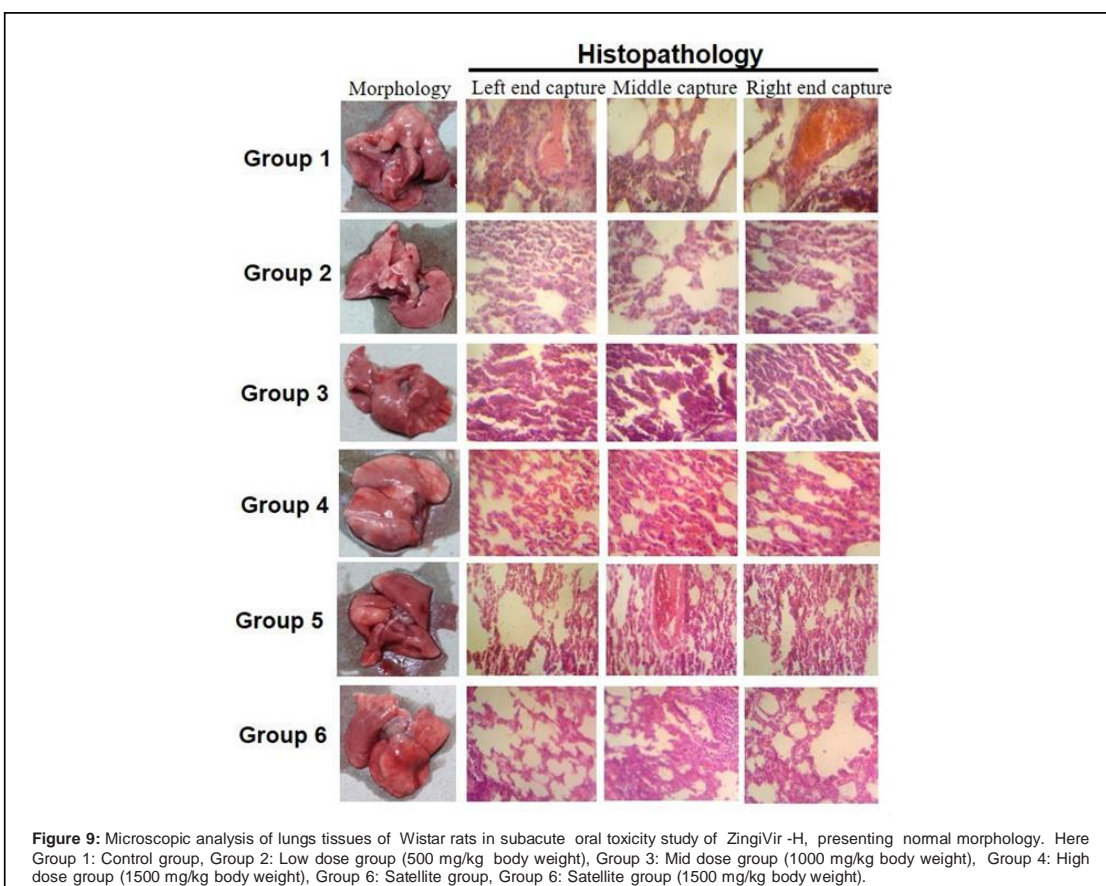 Histopathology
Morphology Left end capture Middle capture Right end capture
Group 1
Group 2
Group 3
Group 4
Group 5
Group 6
Figure 9: Microscopic analysis of lungs tissues of Wistar rats in subacute oral toxicity study of ZingiVir -H, presenting normal morphology. Here
Group 1: Control group, Group 2: Low dose group (500 mg/kg body weight), Group 3: Mid dose group (1000 mg/kg body weight), Group 4: High
dose group (1500 mg/kg body weight), Group 6: Satellite group, Group 6: Satellite group (1500 mg/kg body weight).